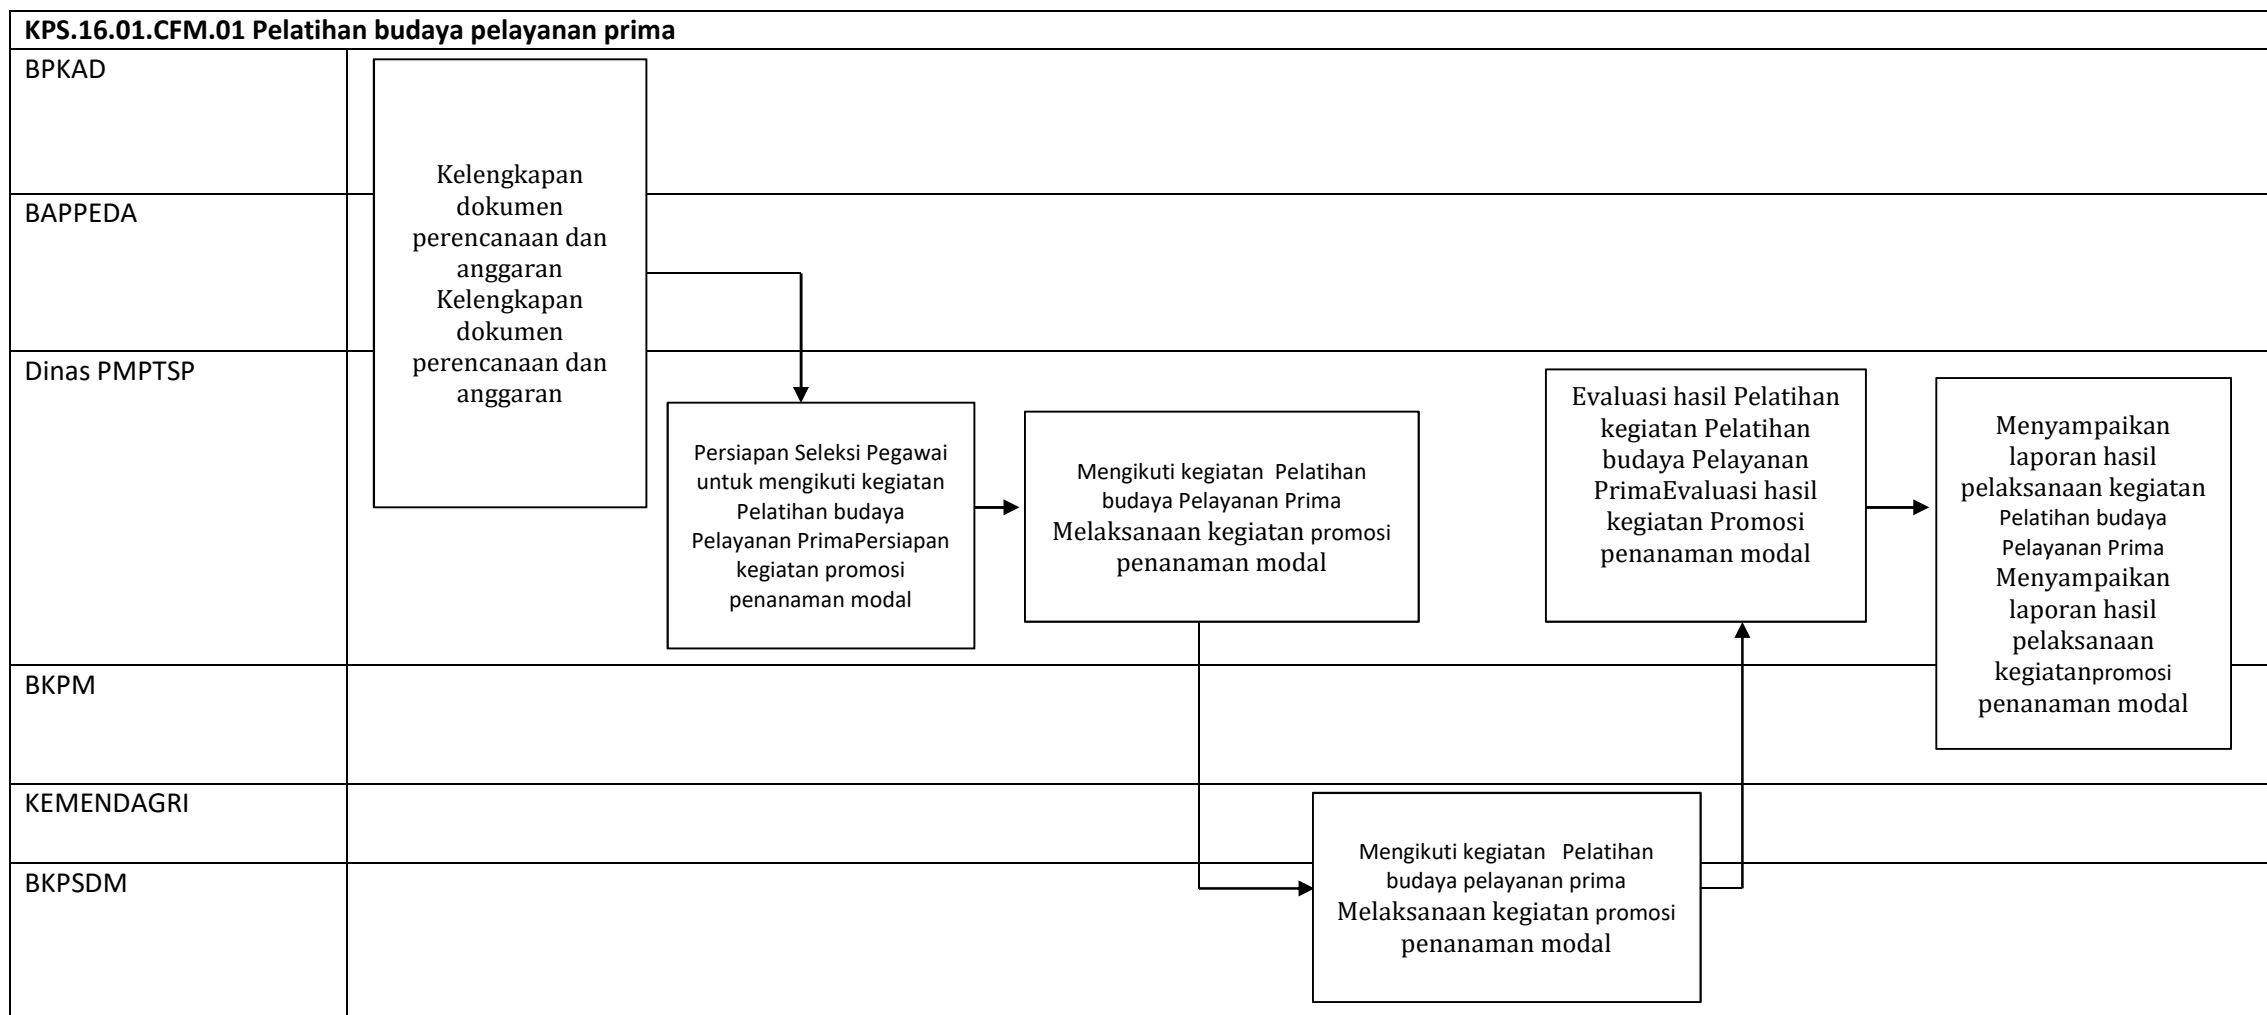 KPS.16.01.CFM.01 Pelatihan budaya pelayanan prima
BPKAD
Kelengkapan
dokumen
perencanaan dan
anggaran
Kelengkapan
dokumen
perencanaan dan
anggaran
BAPPEDA
Dinas PMPTSP
Persiapan Seleksi Pegawai
untuk mengikuti kegiatan
Pelatihan budaya
Pelayanan PrimaPersiapan
kegiatan promosi
penanaman modal
Mengikuti kegiatan Pelatihan
budaya Pelayanan Prima
Melaksanaan kegiatan promosi
penanaman modal
Evaluasi hasil Pelatihan
kegiatan Pelatihan
budaya Pelayanan
PrimaEvaluasi hasil
kegiatan Promosi
penanaman modal
Menyampaikan
laporan hasil
pelaksanaan kegiatan
Pelatihan budaya
Pelayanan Prima
Menyampaikan
laporan hasil
pelaksanaan
kegiatanpromosi
penanaman modal
BKPM
KEMENDAGRI
Mengikuti kegiatan Pelatihan
budaya pelayanan prima
Melaksanaan kegiatan promosi
penanaman modal
BKPSDM